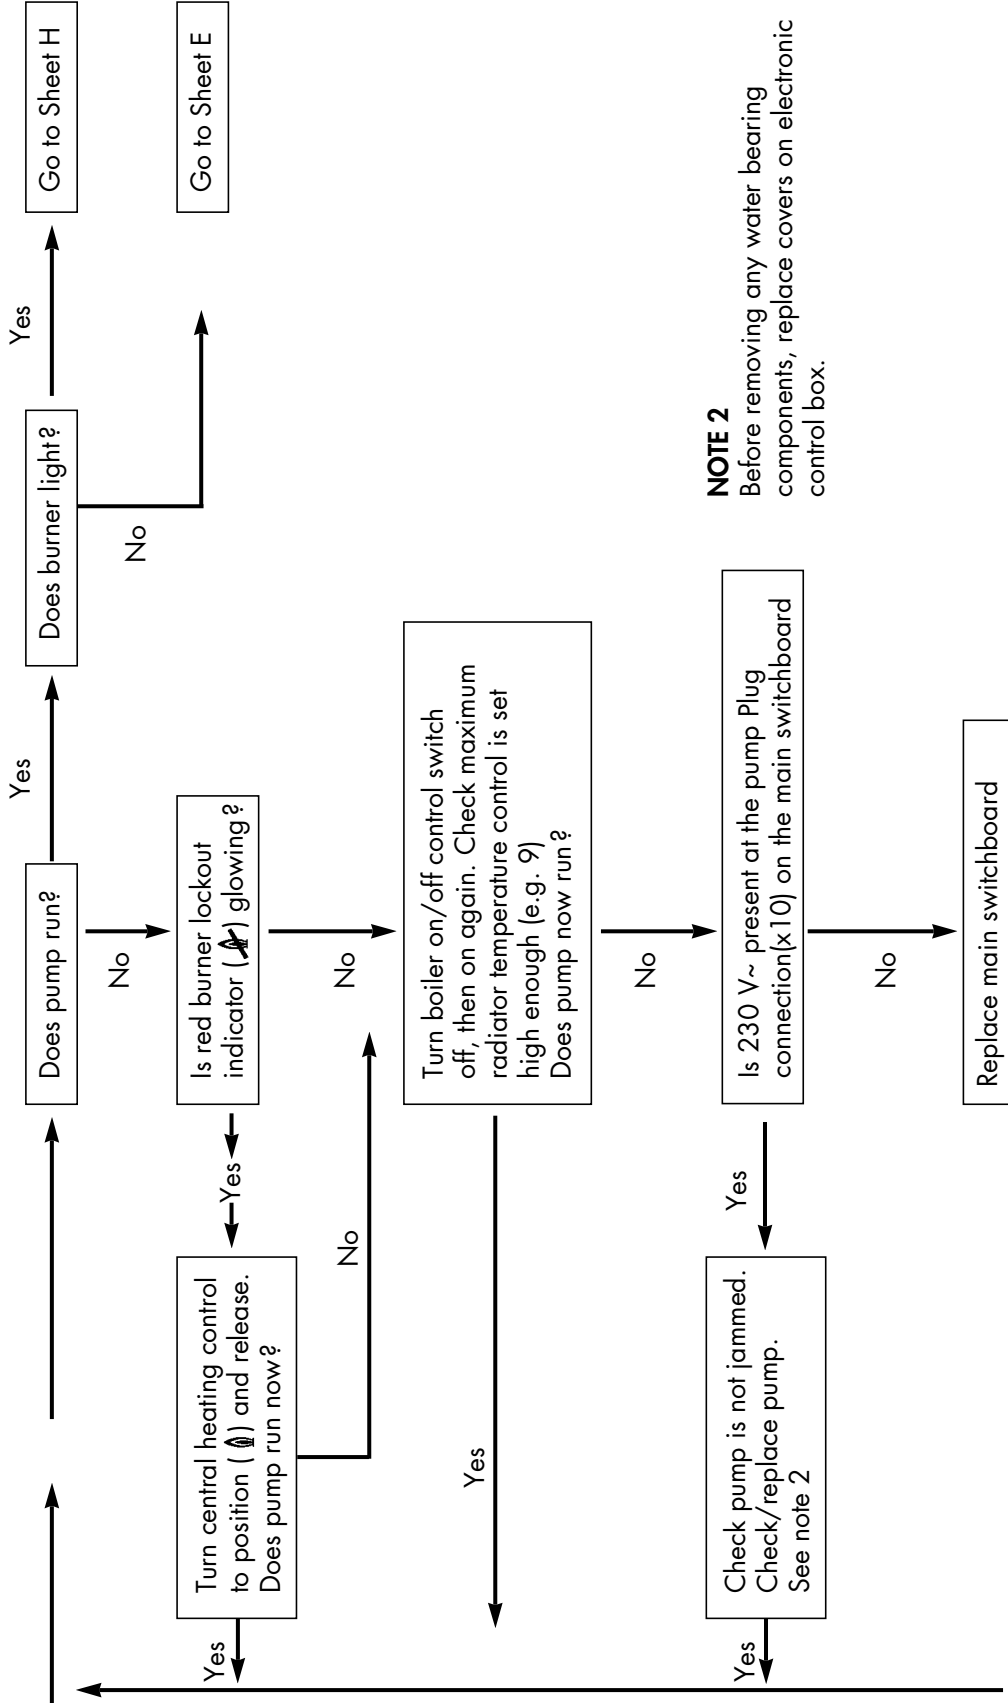 Does pump run?
Yes
Does burner light?
Yes
Go to Sheet H
No
Go to Sheet E
No
Is red burner lockout
indicator ( ) glowing?
Yes
Turn central heating control
to position ( ) and release.
Does pump run now?
Yes
No
No
Turn boiler on/off control switch
off, then on again. Check maximum
radiator temperature control is set
high enough (e.g. 9)
Does pump now run?
Yes
No
Is 230 V~ present at the pump Plug
connection(x10) on the main switchboard
Yes
Check pump is not jammed.
Check/replace pump.
See note 2
Yes
No
Replace main switchboard
NOTE 2
Before removing any water bearing
components, replace covers on electronic
control box.